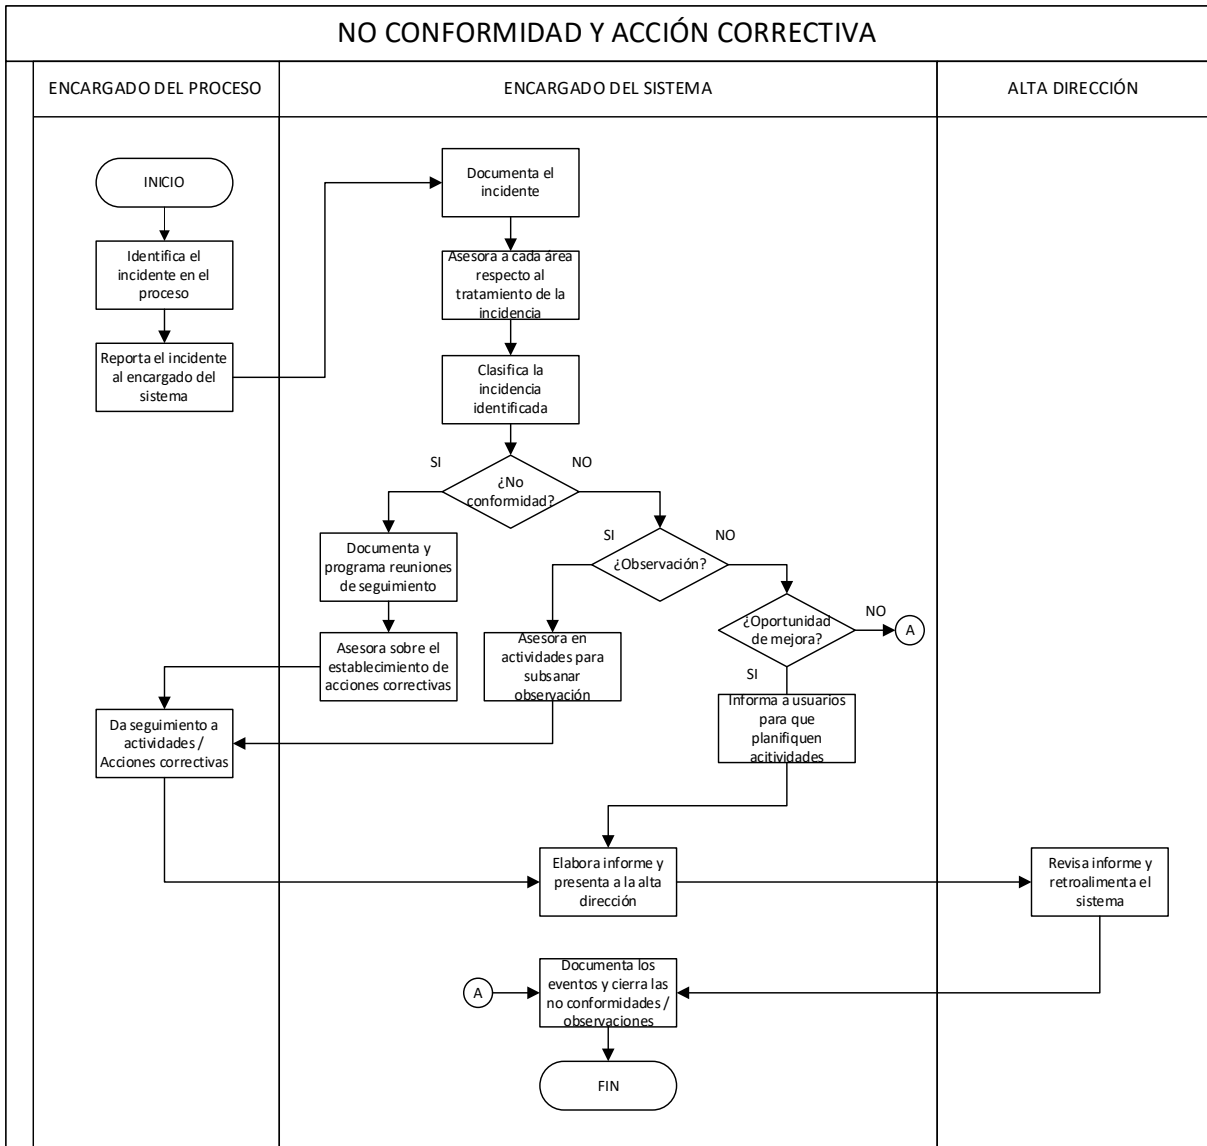 NO CONFORMIDAD Y ACCIÓN CORRECTIVA
ENCARGADO DEL PROCESO
ENCARGADO DEL SISTEMA
ALTA DIRECCIÓN
INICIO
Identifica el
incidente en el
proceso
Reporta el incidente
al encargado del
sistema
Documenta el
incidente
Asesora a cada área
respecto al
tratamiento de la
incidencia
Clasifica la
incidencia
identificada
¿No
conformidad?
SI
NO
Documenta y
programa reuniones
de seguimiento
Asesora sobre el
establecimiento de
acciones correctivas
¿Observación?
SI
NO
Asesora en
actividades para
subsanar
observación
¿Oportunidad
de mejora?
NO
A
SI
Informa a usuarios
para que
planifiquen
acitividades
Da seguimiento a
actividades /
Acciones correctivas
Elabora informe y
presenta a la alta
dirección
Revisa informe y
retroalimenta el
sistema
A
Documenta los
eventos y cierra las
no conformidades /
observaciones
FIN